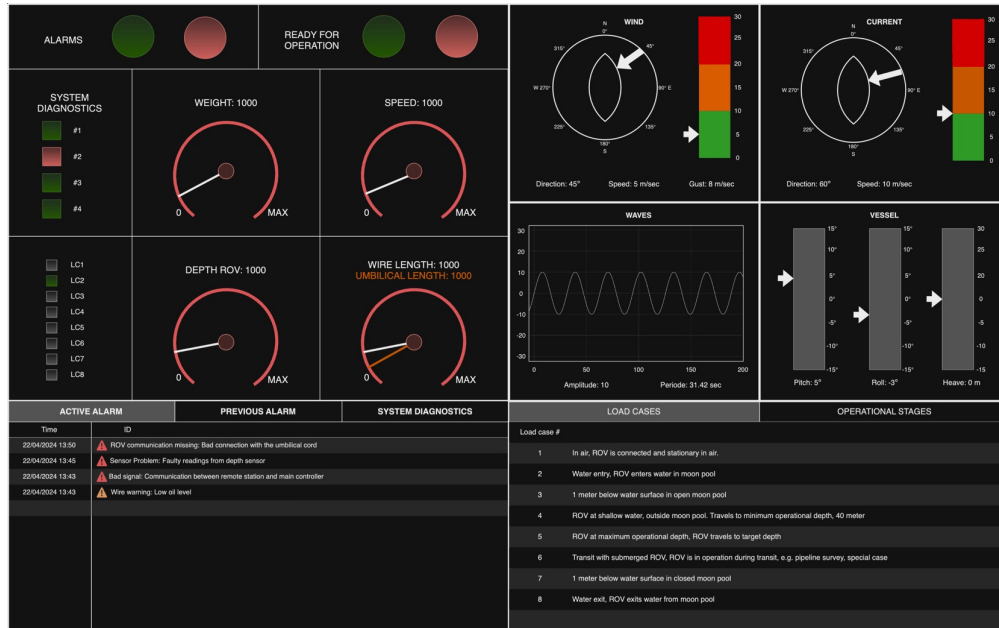 ALARMS
READY FOR
OPERATION
SYSTEM
DIAGNOSTICS
#1
#2
#3
#4
WEIGHT: 1000
0
MAX
SPEED: 1000
0
MAX
LC1
LC2
LC3
LC4
LC5
LC6
LC7
LC8
DEPTH ROV: 1000
0
MAX
WIRE LENGTH: 1000
UMBILICAL LENGTH: 1000
0
MAX
WIND
N
0°
45°
90° E
135°
180°
S
225°
W 270°
315°
30
25
20
15
10
5
0
Direction: 45°
Speed: 5 m/sec
Gust: 8 m/sec
CURRENT
N
0°
45°
90° E
135°
180°
S
225°
W 270°
315°
30
25
20
15
10
5
0
Direction: 60°
Speed: 10 m/sec
WAVES
30
20
10
0
-10
-20
-30
0
50
100
150
200
Amplitude: 10
Periode: 31.42 sec
VESSEL
15°
10°
5°
0°
-5°
-10°
-15°
Pitch: 5°
15°
10°
5°
0°
-5°
-10°
-15°
Roll: -3°
30
25
20
0
-10
-15
Heave: 0 m
ACTIVE ALARM
PREVIOUS ALARM
SYSTEM DIAGNOSTICS
Time
ID
22/04/2024 13:50 ROV communication missing: Bad connection with the umbilical cord
22/04/2024 13:45 Sensor Problem: Faulty readings from depth sensor
22/04/2024 13:43 Bad signal: Communication between remote station and main controller
22/04/2024 13:43 Wire warning: Low oil level
LOAD CASES
OPERATIONAL STAGES
Load case #
1 In air, ROV is connected and stationary in air.
2 Water entry, ROV enters water in moon pool
3 1 meter below water surface in open moon pool
4 ROV at shallow water, outside moon pool. Travels to minimum operational depth, 40 meter
5 ROV at maximum operational depth, ROV travels to target depth
6 Transit with submerged ROV, ROV is in operation during transit, e.g. pipeline survey, special case
7 1 meter below water surface in closed moon pool
8 Water exit, ROV exits water from moon pool